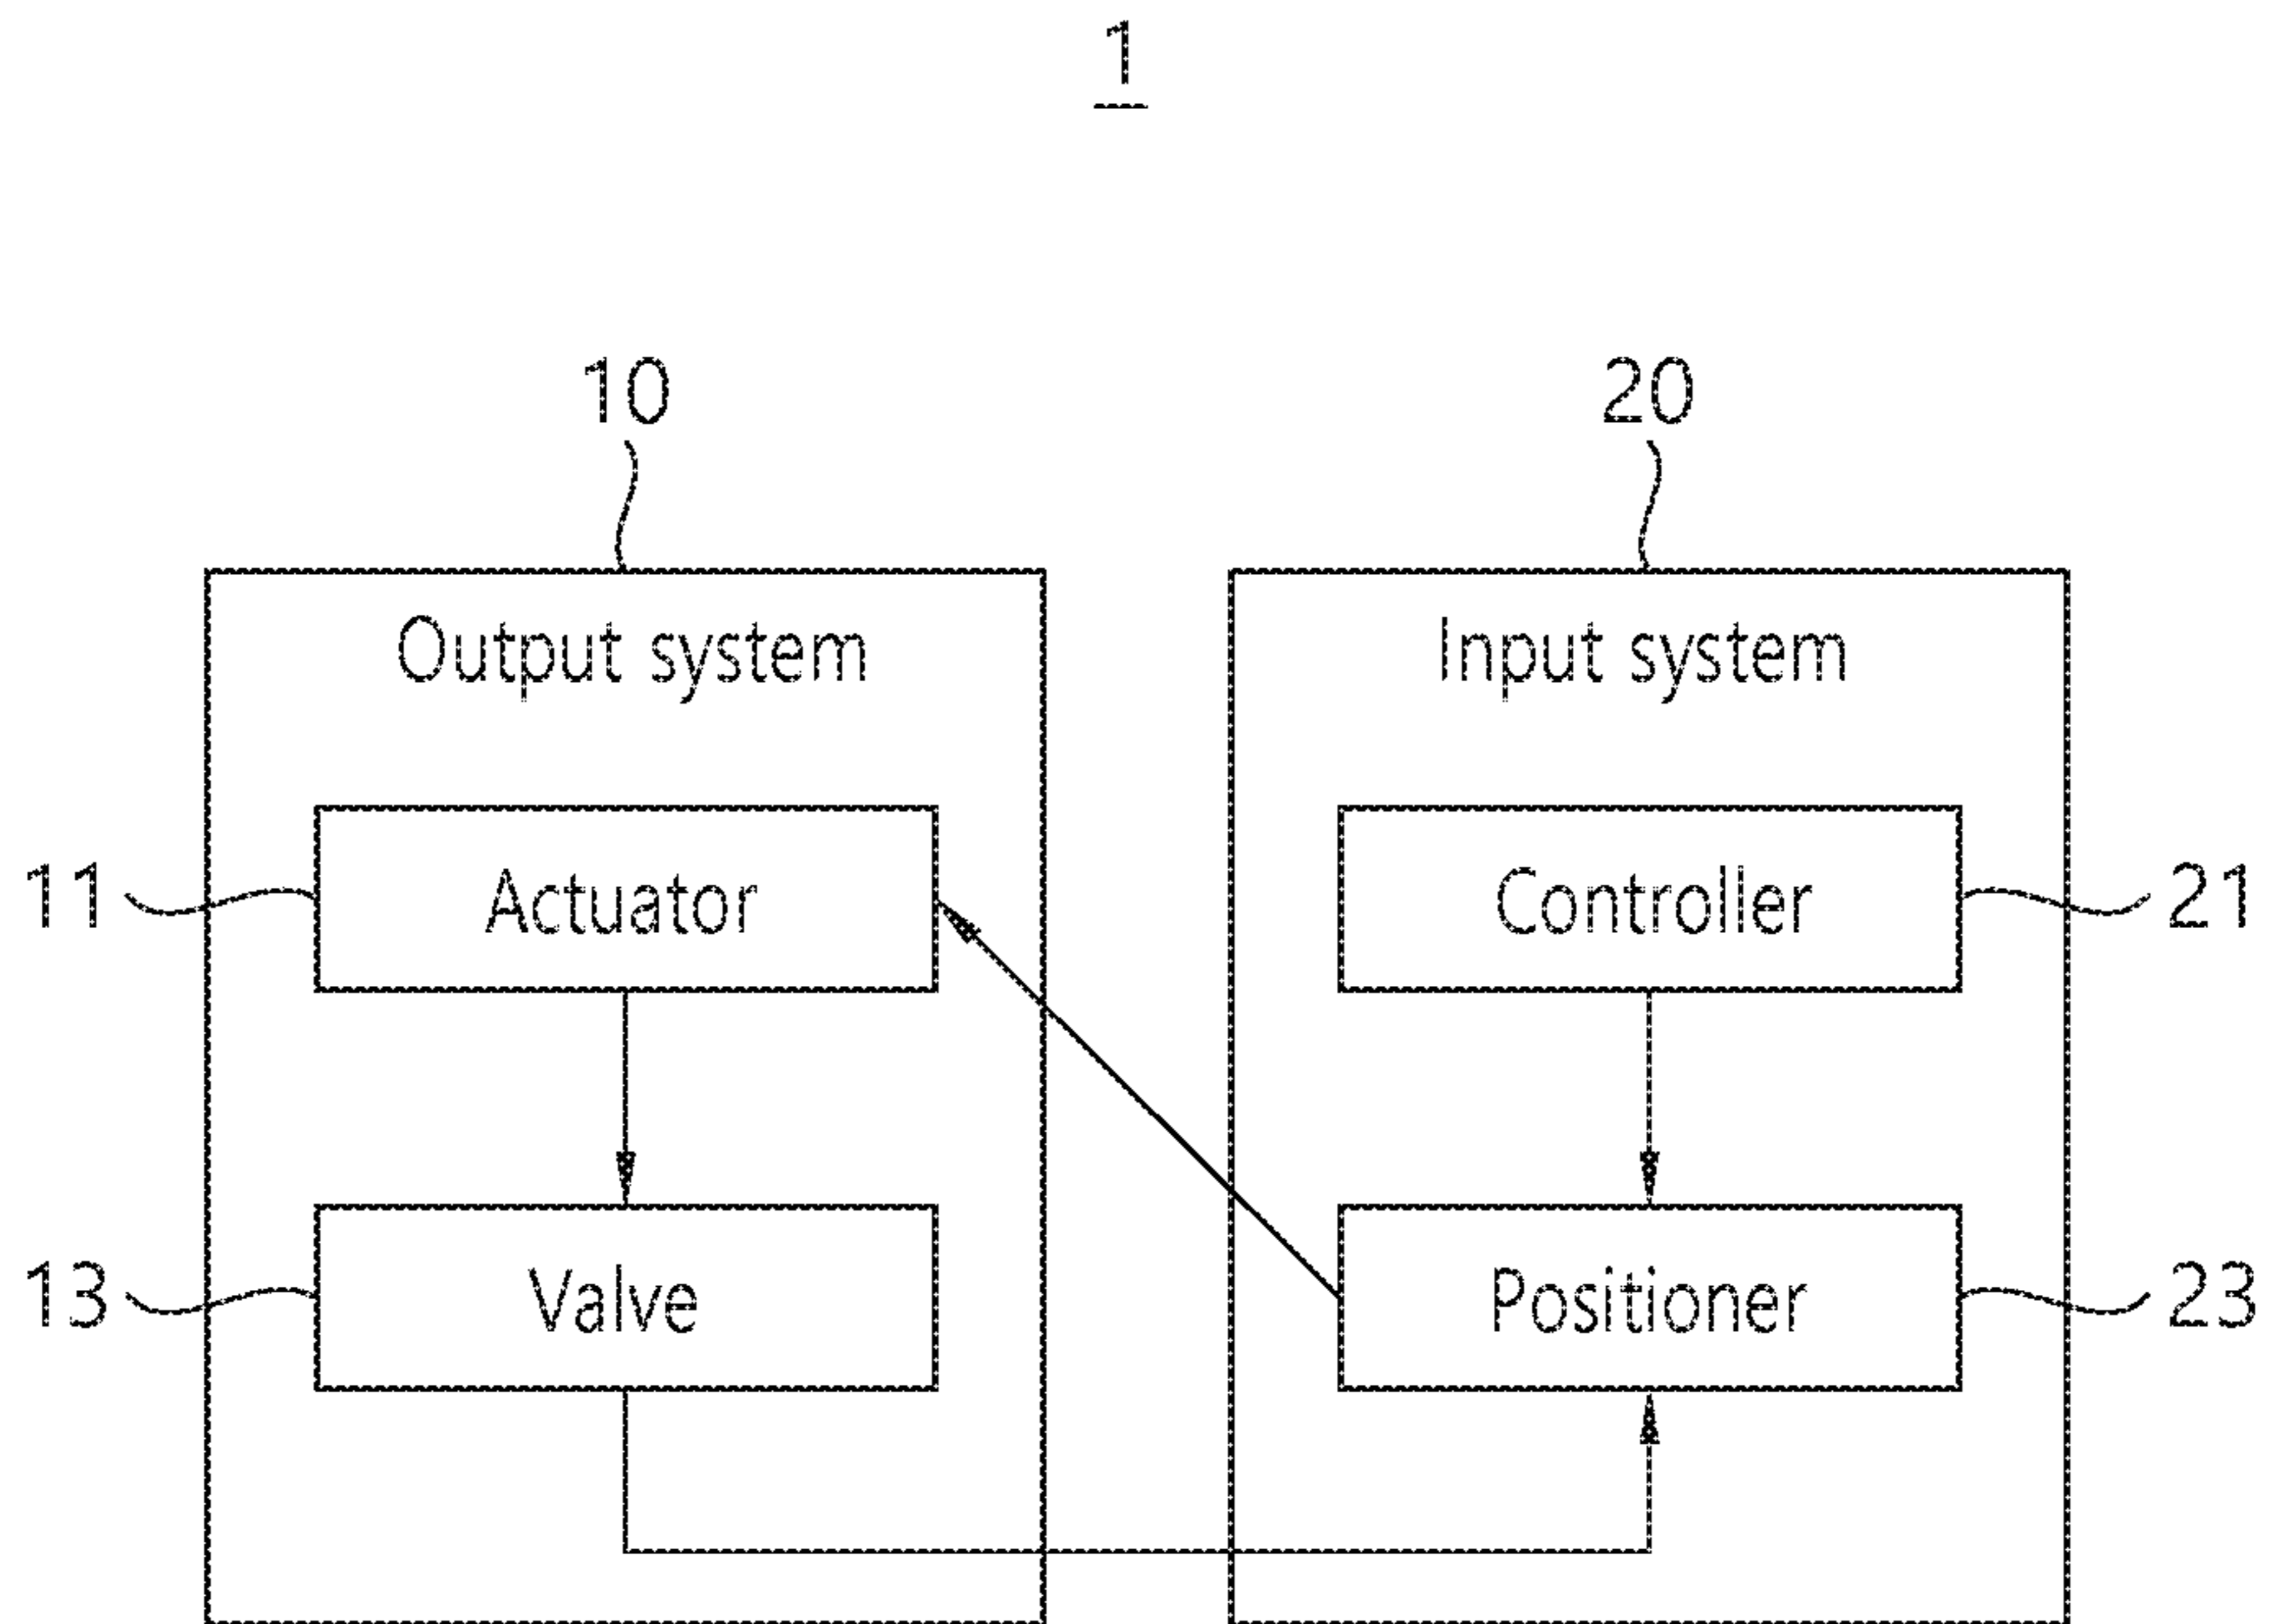 1
10
20
Output system
Input system
11
Actuator
Controller
21
13
Valve
Positioner
23